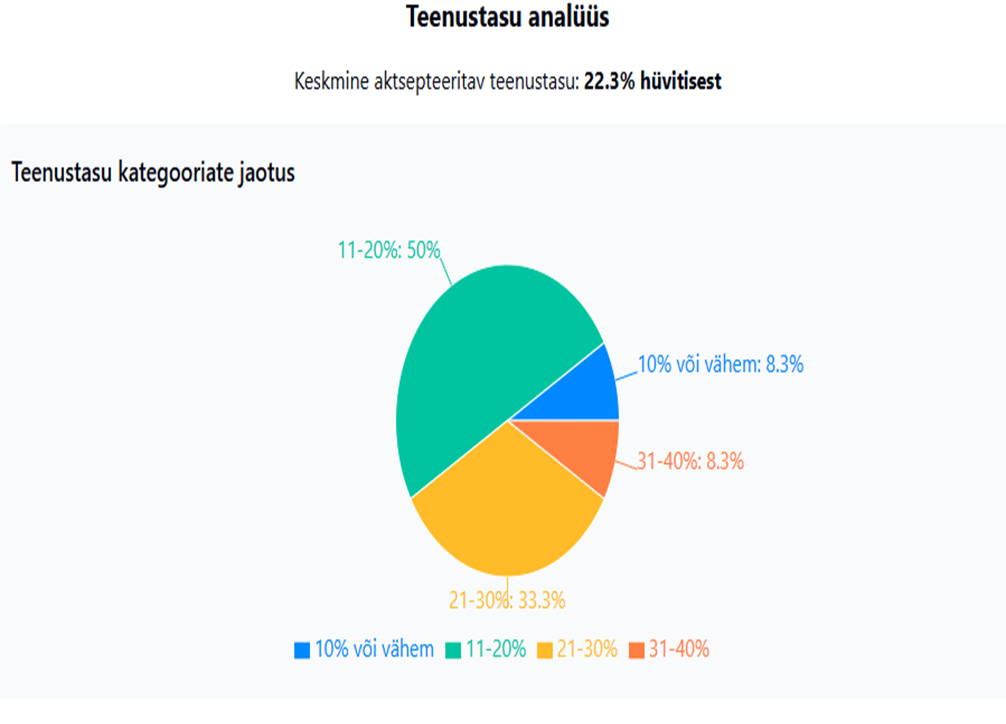 Teenustasu analüüs
Keskmine aktsepteeritav teenustasu: 22.3% hüvitisest
Teenustasu kategooriate jaotus
11-20%: 50%
10% või vähem: 8.3%
31-40%: 8.3%
21-30%: 33.3%
10% või vähem 11-20% 21-30% 31-40%